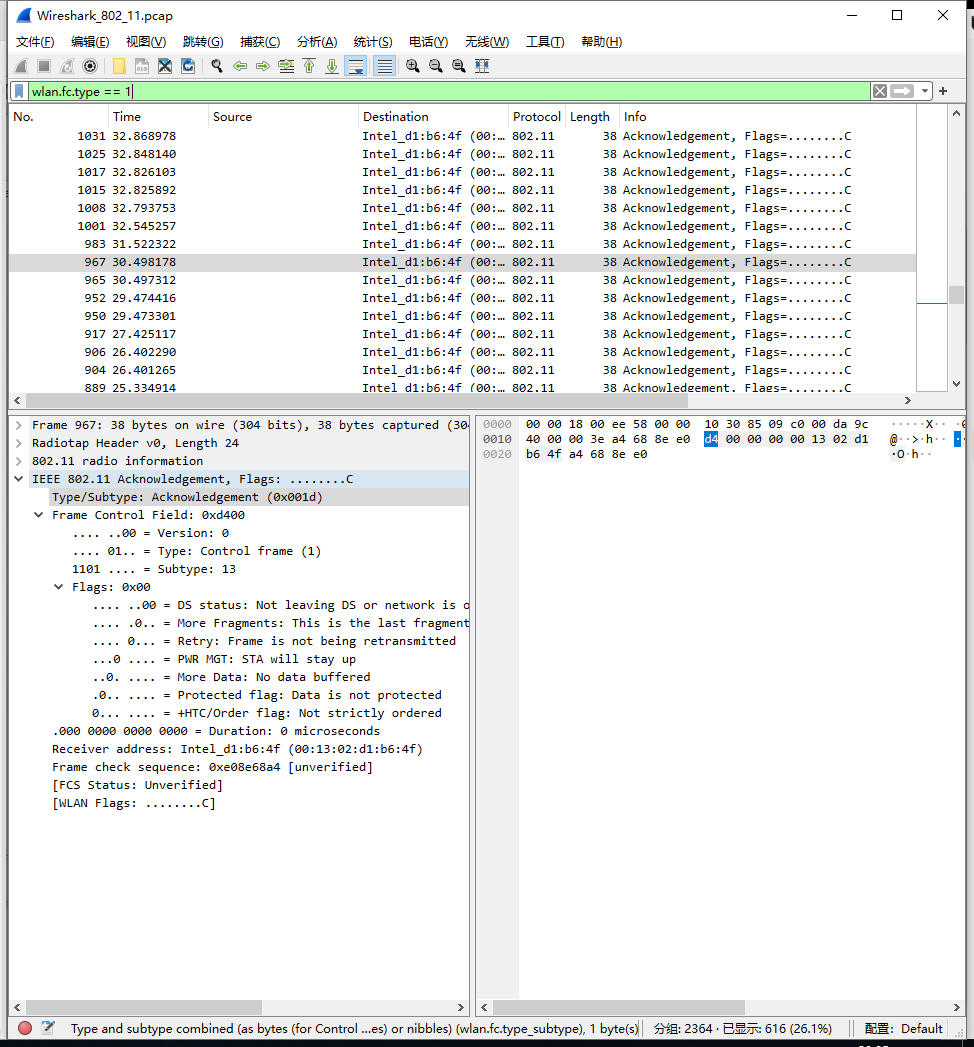 Wireshark_802_11.pcap
文件(F) 编辑(E) 视图(V) 跳转(G) 捕获(C) 分析(A) 统计(S) 电话(Y) 无线(W) 工具(T) 帮助(H)
wlan.fc.type == 1
No. Time Source Destination Protocol Length Info
1031 32.868978 Intel_d1:b6:4f (00:… 802.11 38 Acknowledgement, Flags=........C
1025 32.848140 Intel_d1:b6:4f (00:… 802.11 38 Acknowledgement, Flags=........C
1017 32.826103 Intel_d1:b6:4f (00:… 802.11 38 Acknowledgement, Flags=........C
1015 32.825892 Intel_d1:b6:4f (00:… 802.11 38 Acknowledgement, Flags=........C
1008 32.793753 Intel_d1:b6:4f (00:… 802.11 38 Acknowledgement, Flags=........C
1001 32.545257 Intel_d1:b6:4f (00:… 802.11 38 Acknowledgement, Flags=........C
983 31.522322 Intel_d1:b6:4f (00:… 802.11 38 Acknowledgement, Flags=........C
967 30.498178 Intel_d1:b6:4f (00:… 802.11 38 Acknowledgement, Flags=........C
965 30.497312 Intel_d1:b6:4f (00:… 802.11 38 Acknowledgement, Flags=........C
952 29.474416 Intel_d1:b6:4f (00:… 802.11 38 Acknowledgement, Flags=........C
950 29.473301 Intel_d1:b6:4f (00:… 802.11 38 Acknowledgement, Flags=........C
917 27.425117 Intel_d1:b6:4f (00:… 802.11 38 Acknowledgement, Flags=........C
906 26.402290 Intel_d1:b6:4f (00:… 802.11 38 Acknowledgement, Flags=........C
904 26.401265 Intel_d1:b6:4f (00:… 802.11 38 Acknowledgement, Flags=........C
889 25.334914 Intel_d1:b6:4f (00:… 802.11 38 Acknowledgement, Flags=........C
Frame 967: 38 bytes on wire (304 bits), 38 bytes captured (304
Radiotap Header v0, Length 24
802.11 radio information
IEEE 802.11 Acknowledgement, Flags: ........C
Type/Subtype: Acknowledgement (0x001d)
Frame Control Field: 0xd400
.... ..00 = Version: 0
.... 01.. = Type: Control frame (1)
1101 .... = Subtype: 13
Flags: 0x00
.... ..00 = DS status: Not leaving DS or network is o
.... .0.. = More Fragments: This is the last fragment
.... 0... = Retry: Frame is not being retransmitted
...0 .... = PWR MGT: STA will stay up
..0. .... = More Data: No data buffered
.0.. .... = Protected flag: Data is not protected
0... .... = +HTC/Order flag: Not strictly ordered
.000 0000 0000 0000 = Duration: 0 microseconds
Receiver address: Intel_d1:b6:4f (00:13:02:d1:b6:4f)
Frame check sequence: 0xe08e68a4 [unverified]
[FCS Status: Unverified]
[WLAN Flags: ........C]
0000 00 00 18 00 ee 58 00 00 10 30 85 09 c0 00 da 9c ·····X··
0010 40 00 00 3e a4 68 8e e0 d4 00 00 00 00 13 02 d1 @··>·h··
0020 b6 4f a4 68 8e e0 ·O·h··
Type and subtype combined (as bytes (for Control ...es) or nibbles) (wlan.fc.type_subtype), 1 byte(s) 分组: 2364 · 已显示: 616 (26.1%) 配置: Default